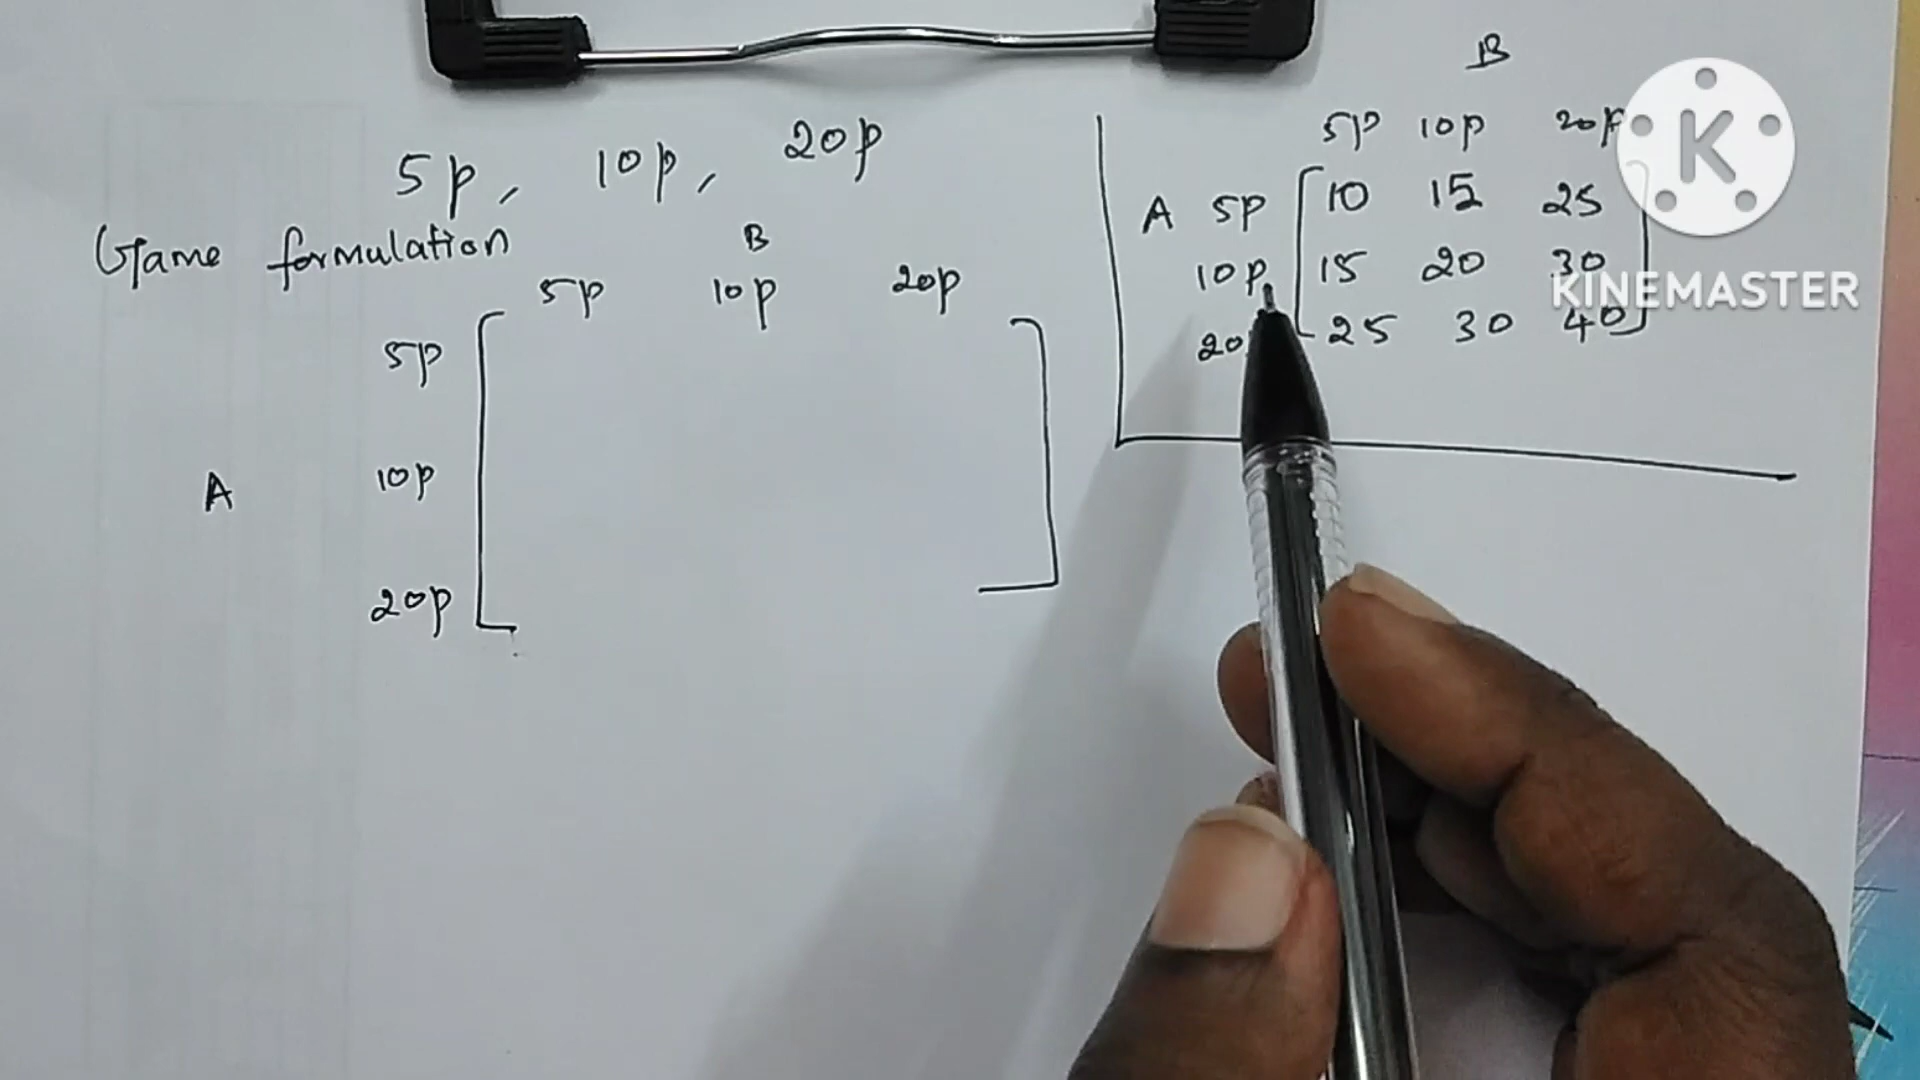 5p, 10p, 20p
Game formulation
B
5p 10p 20p
5p
A 10p
20p
B
5p 10p 20p
A 5p 10 15 25
10p 15 20 30
25 30 40
K
KINEMASTER